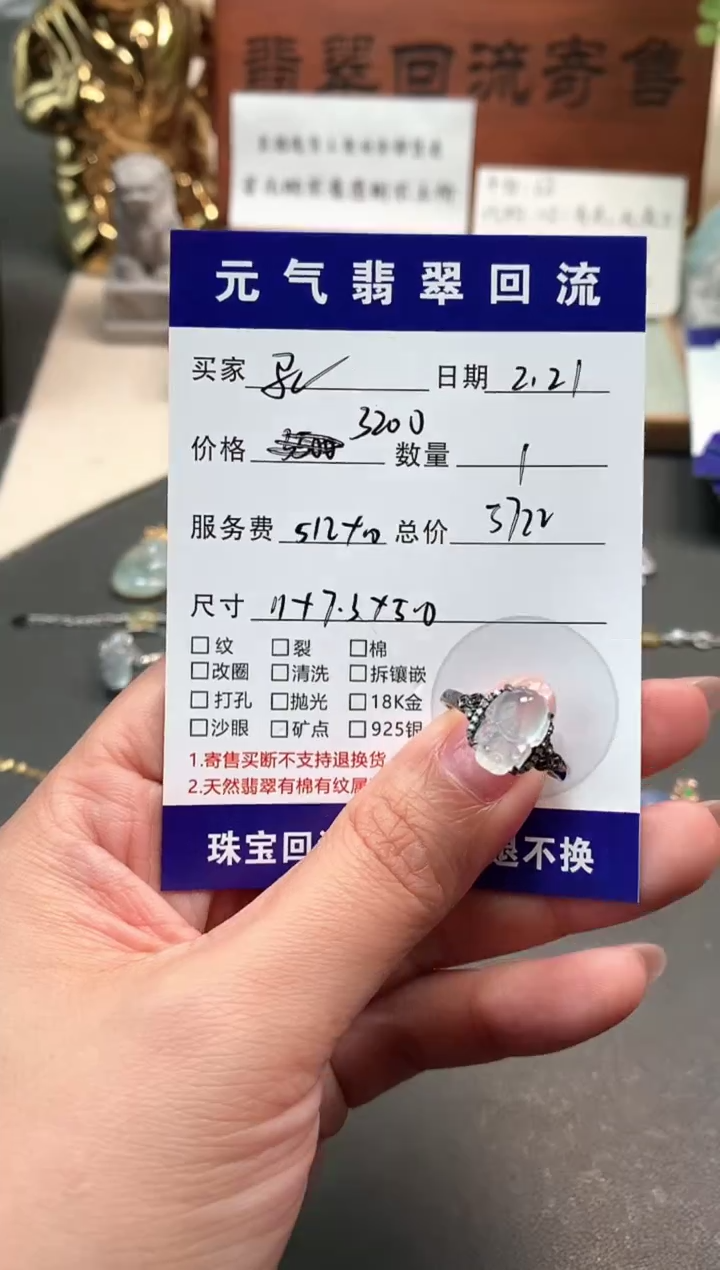 翡翠回流寄售
元气翡翠回流
买家 日期 2.21
价格 3200 数量 1
服务费 512+10 总价 3722
尺寸 11+7.5+5.0
□纹 □裂 □棉
□改圈 □清洗 □拆镶嵌
□打孔 □抛光 □18K金
□沙眼 □矿点 □925银
1.寄售买断不支持退换货
2.天然翡翠有棉有纹属
珠宝回 退不换